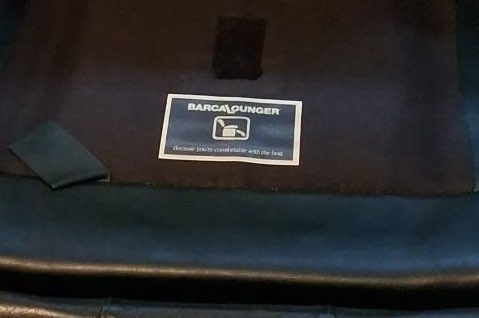 BARCALOUNGER
Because you're comfortable with the best.